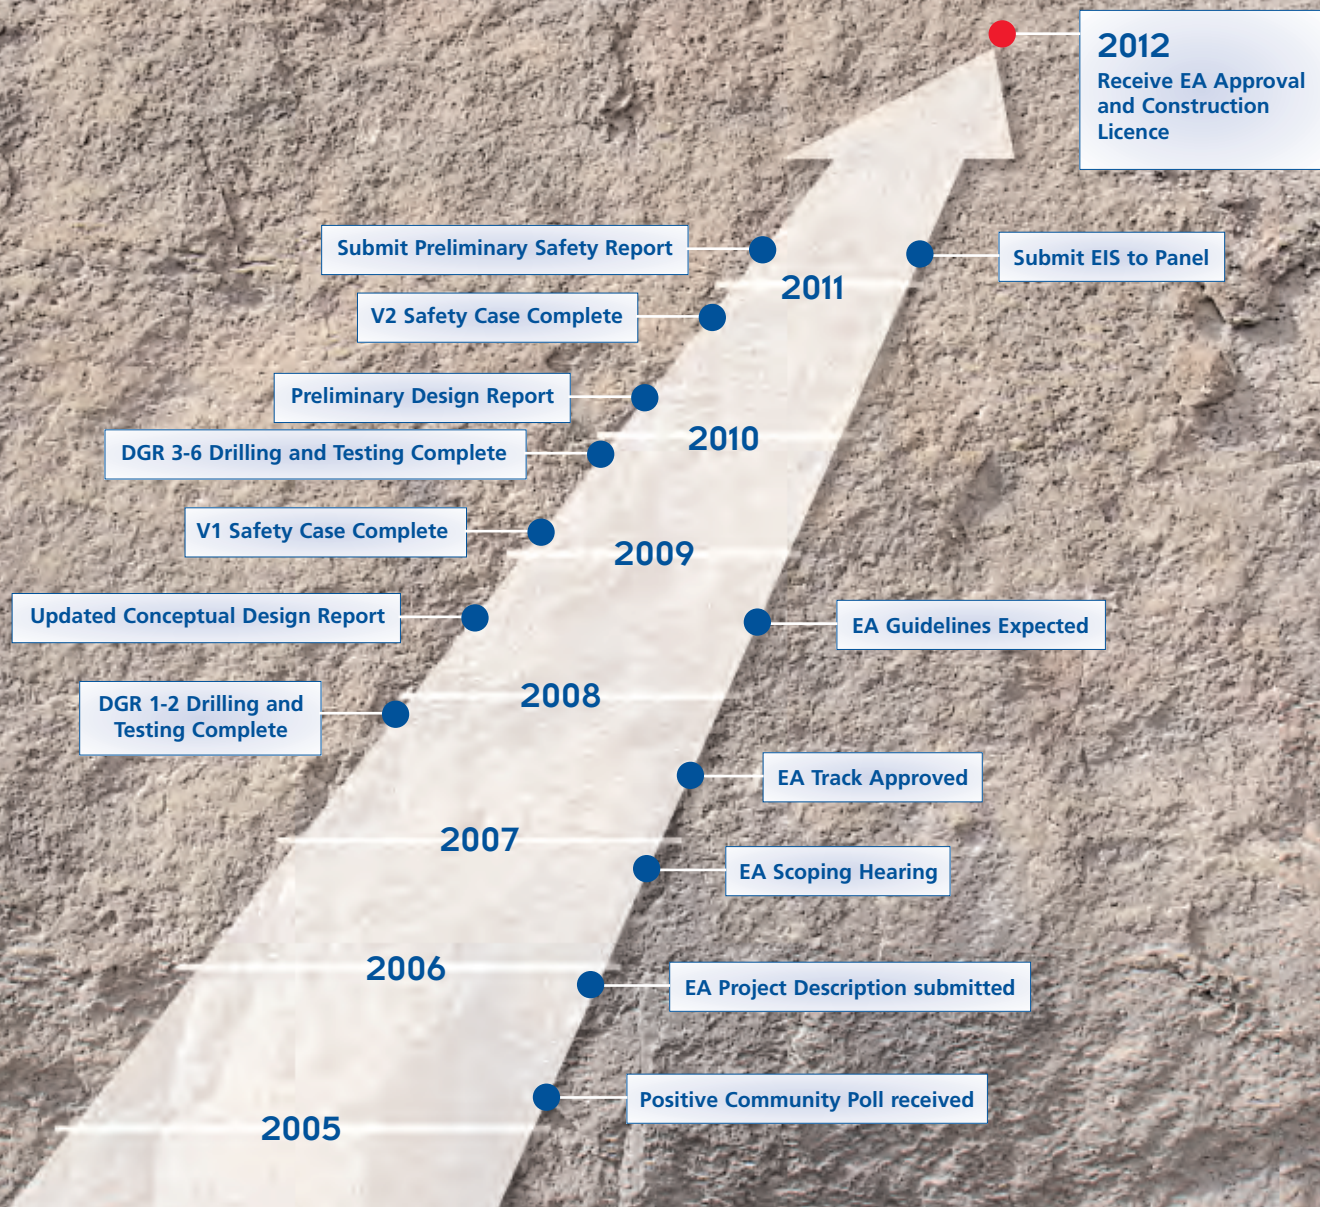 2012
Receive EA Approval
and Construction
Licence
Submit Preliminary Safety Report
Submit EIS to Panel
2011
V2 Safety Case Complete
Preliminary Design Report
2010
DGR 3-6 Drilling and Testing Complete
V1 Safety Case Complete
2009
Updated Conceptual Design Report
EA Guidelines Expected
2008
DGR 1-2 Drilling and
Testing Complete
EA Track Approved
2007
EA Scoping Hearing
2006
EA Project Description submitted
Positive Community Poll received
2005